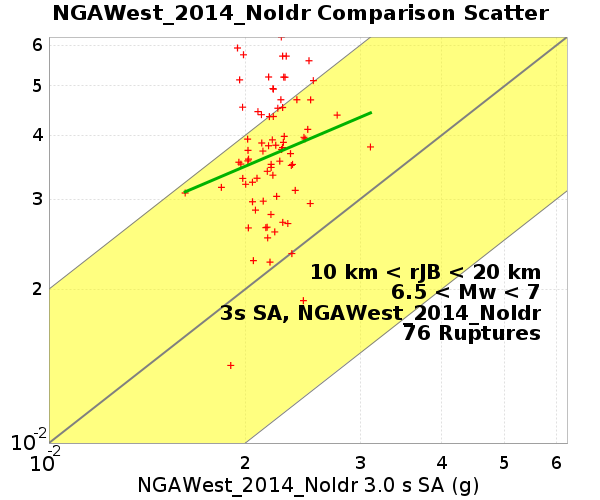 NGAWest_2014_NoIdr Comparison Scatter
6
5
4
3
2
10 km < rJB < 20 km
6.5 < Mw < 7
3s SA, NGAWest_2014_NoIdr
76 Ruptures
10-2
10-2
2 3 4 5 6
NGAWest_2014_NoIdr 3.0 s SA (g)